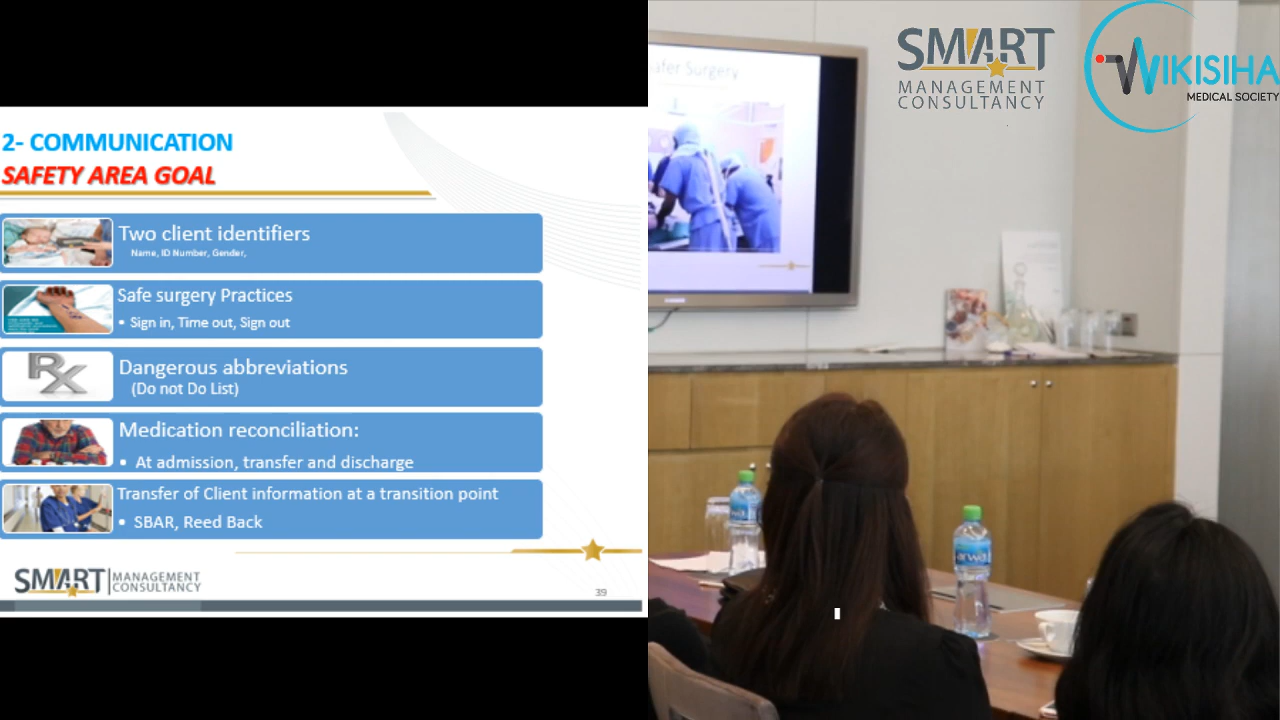 2- COMMUNICATION
SAFETY AREA GOAL
Two client identifiers
Name, ID Number, Gender,
Safe surgery Practices
• Sign in, Time out, Sign out
Dangerous abbreviations
(Do not Do List)
Medication reconciliation:
• At admission, transfer and discharge
Transfer of Client information at a transition point
• SBAR, Reed Back
SMART MANAGEMENT
CONSULTANCY
39
afer Surgery
SMART
MANAGEMENT
CONSULTANCY
WIKISIHA
MEDICAL SOCIETY